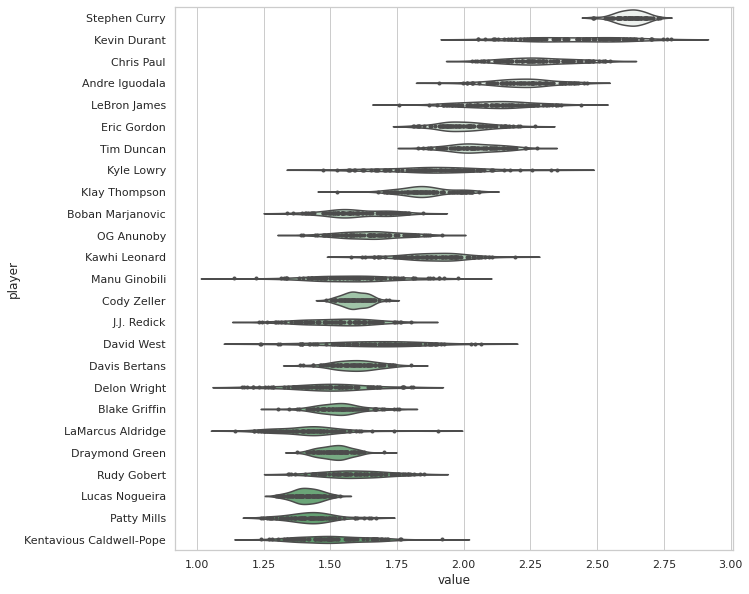 Stephen Curry
Kevin Durant
Chris Paul
Andre Iguodala
LeBron James
Eric Gordon
Tim Duncan
Kyle Lowry
Klay Thompson
Boban Marjanovic
OG Anunoby
Kawhi Leonard
Manu Ginobili
Cody Zeller
J.J. Redick
David West
Davis Bertans
Delon Wright
Blake Griffin
LaMarcus Aldridge
Draymond Green
Rudy Gobert
Lucas Nogueira
Patty Mills
Kentavious Caldwell-Pope
player
1.00 1.25 1.50 1.75 2.00 2.25 2.50 2.75 3.00
value